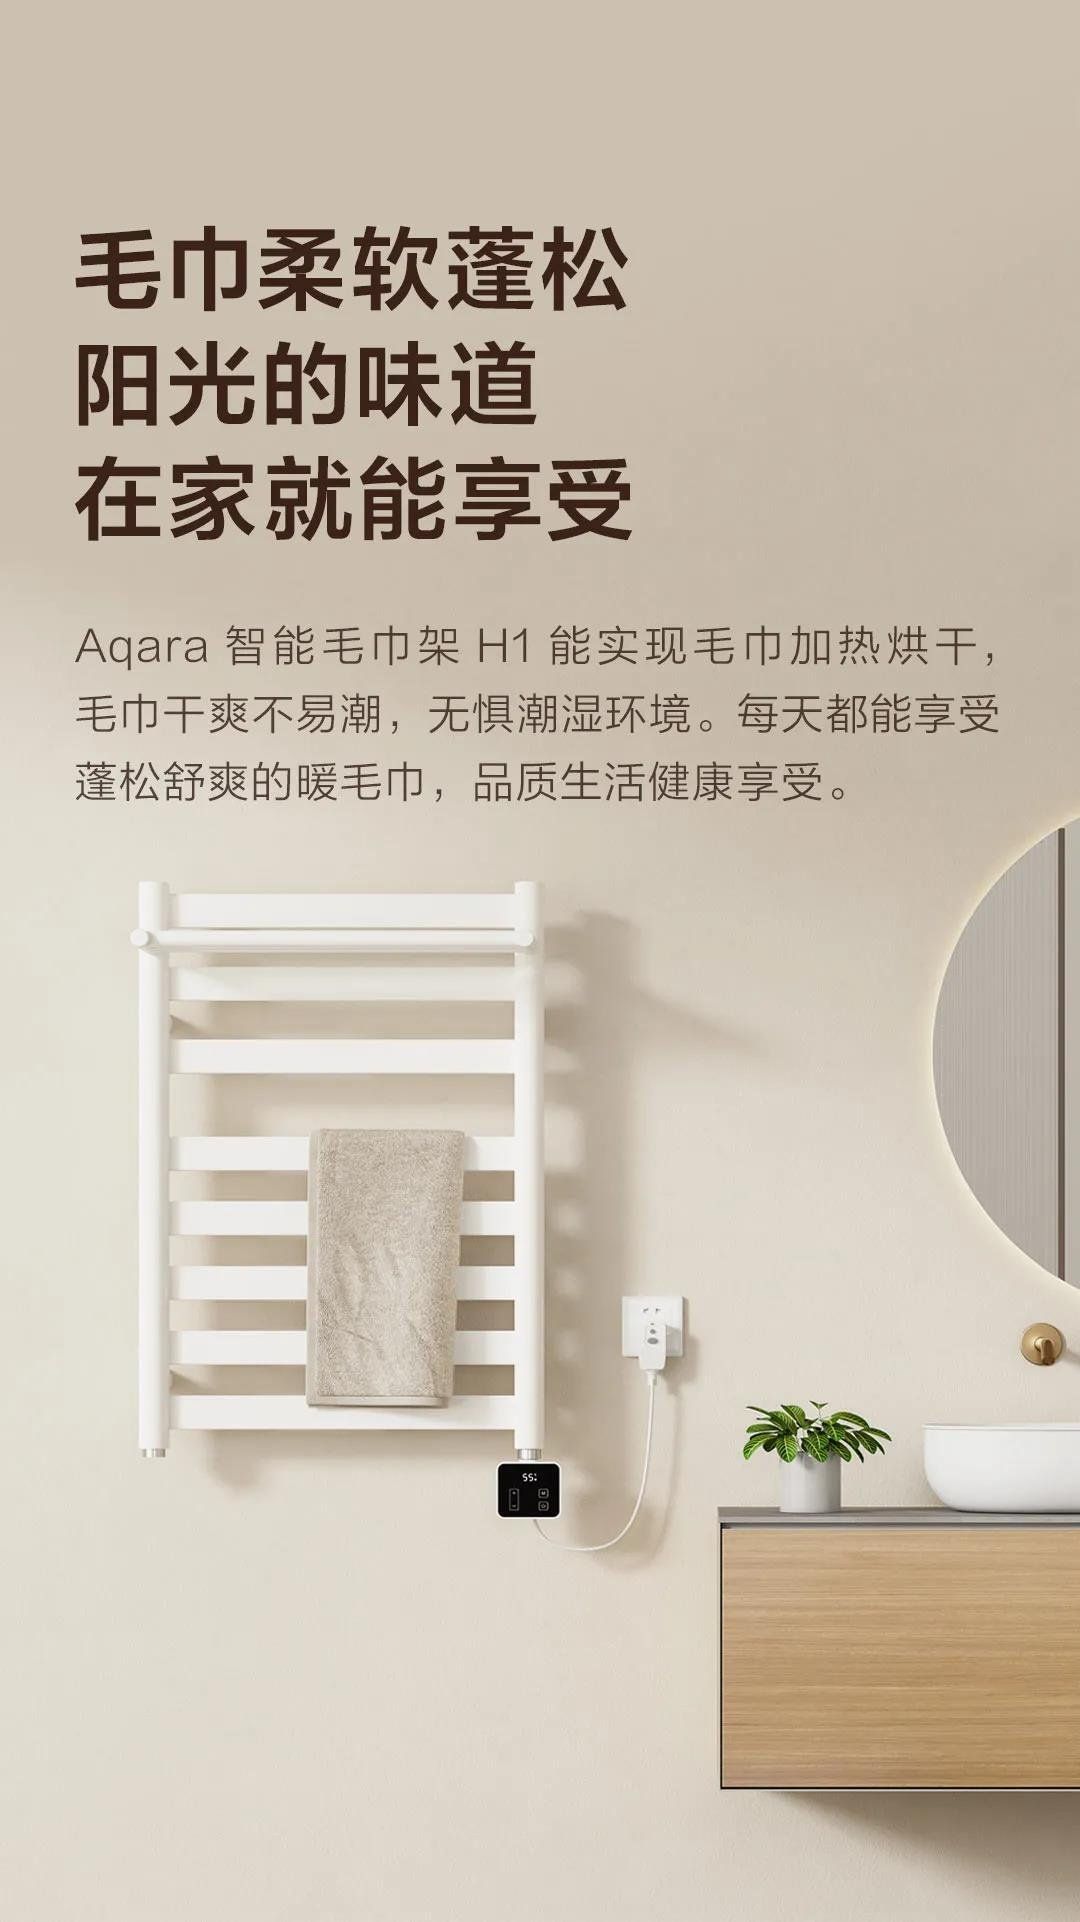 毛巾柔软蓬松
阳光的味道
在家就能享受
Aqara 智能毛巾架 H1 能实现毛巾加热烘干，
毛巾干爽不易潮，无惧潮湿环境。每天都能享受
蓬松舒爽的暖毛巾，品质生活健康享受。
55